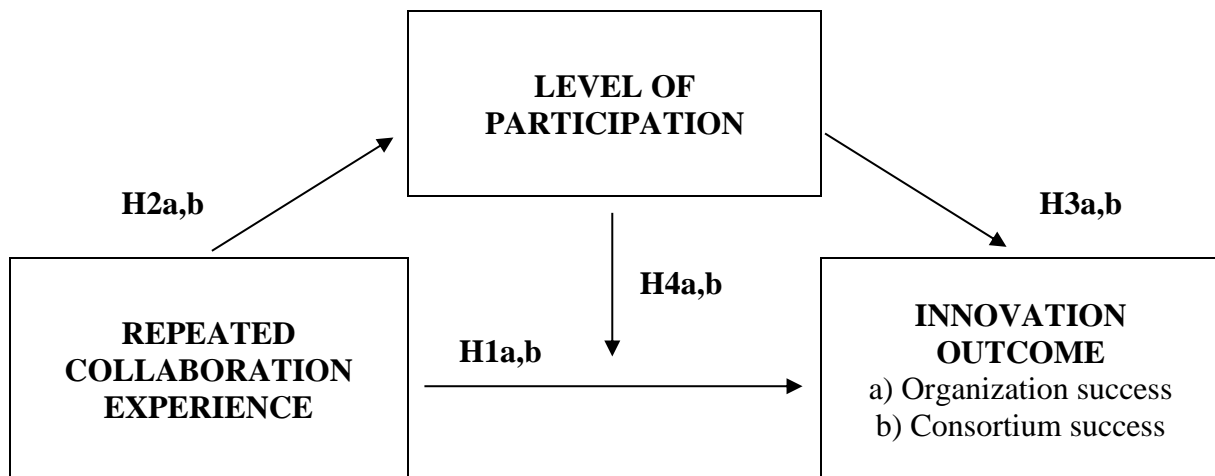 LEVEL OF
PARTICIPATION
H2a,b
H3a,b
H4a,b
REPEATED
COLLABORATION
EXPERIENCE
H1a,b
INNOVATION
OUTCOME
a) Organization success
b) Consortium success